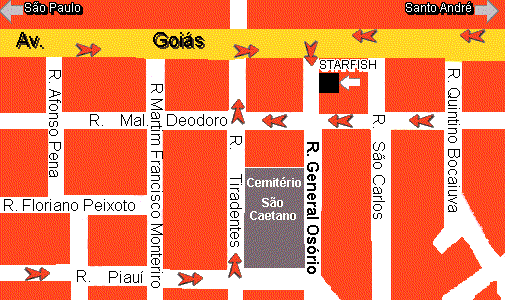 São Paulo
Santo André
Av. Goiás
STARFISH
R. Afonso Pena
R Martim Francisco
Monteriro
R. Mal. Deodoro
R. Tiradentes
R. General Osório
R. São Carlos
R. Quintino Bocaiuva
Cemitério
São
Caetano
R. Floriano Peixoto
R. Piauí